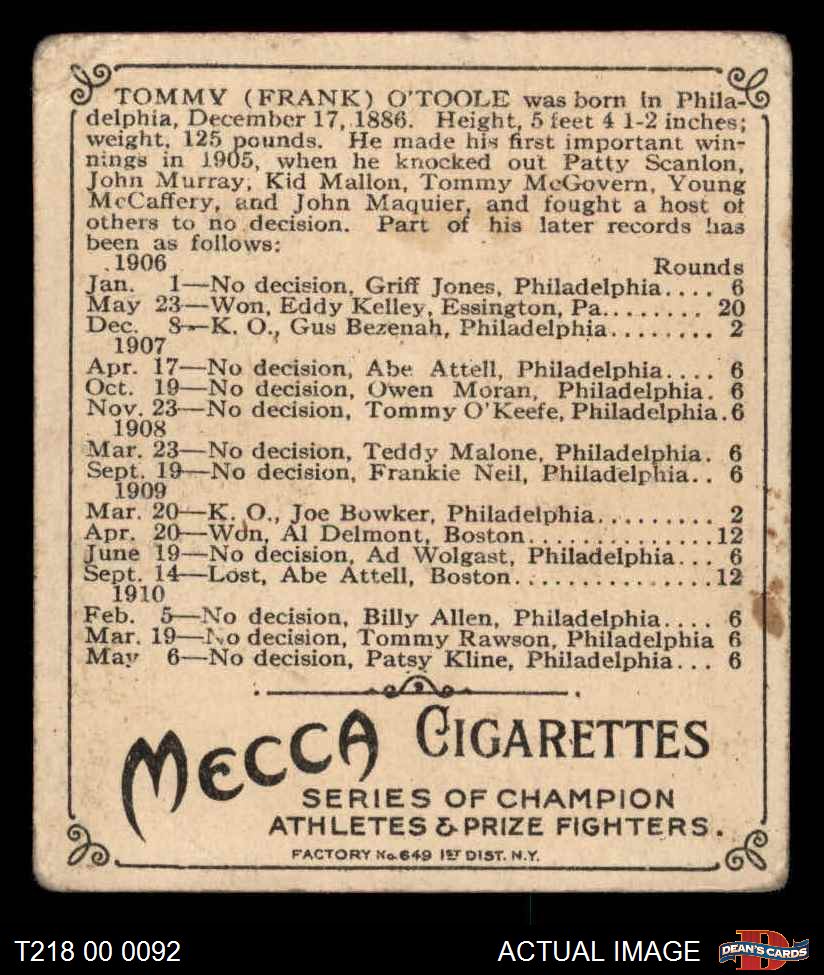 TOMMY (FRANK) O'TOOLE was born in Phila-
delphia, December 17, 1886. Height, 5 feet 4 1-2 inches;
weight, 125 pounds. He made his first important win-
nings in 1905, when he knocked out Patty Scanlon,
John Murray, Kid Mallon, Tommy McGovern, Young
McCaffery, and John Maquier, and fought a host of
others to no decision. Part of his later records has
been as follows:
1906 Rounds
Jan. 1—No decision, Griff Jones, Philadelphia.... 6
May 23—Won, Eddy Kelley, Essington, Pa........ 20
Dec. 8—K. O., Gus Bezenah, Philadelphia........ 2
1907
Apr. 17—No decision, Abe Attell, Philadelphia.... 6
Oct. 19—No decision, Owen Moran, Philadelphia. 6
Nov. 23—No decision, Tommy O'Keefe, Philadelphia. 6
1908
Mar. 23—No decision, Teddy Malone, Philadelphia. 6
Sept. 19—No decision, Frankie Neil, Philadelphia.. 6
1909
Mar. 20—K. O., Joe Bowker, Philadelphia......... 2
Apr. 20—Won, Al Delmont, Boston.............. 12
June 19—No decision, Ad Wolgast, Philadelphia... 6
Sept. 14—Lost, Abe Attell, Boston............... 12
1910
Feb. 5—No decision, Billy Allen, Philadelphia.... 6
Mar. 19—No decision, Tommy Rawson, Philadelphia 6
May 6—No decision, Patsy Kline, Philadelphia... 6
MECCA CIGARETTES
SERIES OF CHAMPION
ATHLETES & PRIZE FIGHTERS.
FACTORY No. 649 1ST DIST. N.Y.
T218 00 0092 ACTUAL IMAGE DEAN'S CARDS